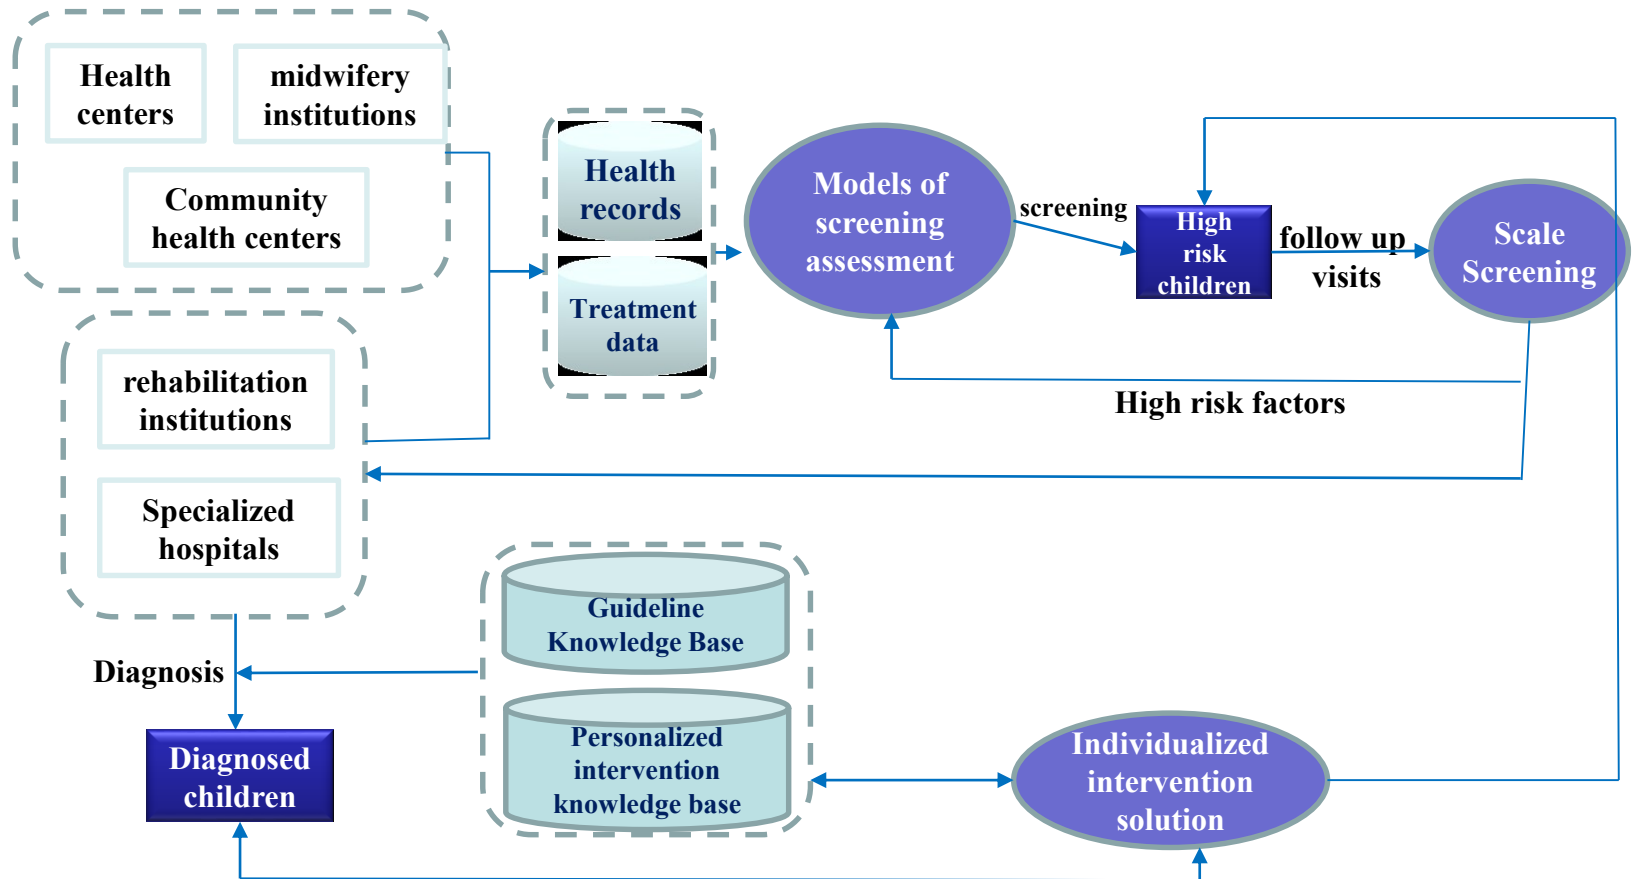 Health
centers
midwifery
institutions
Community
health centers
Health
records
Treatment
data
Models of
screening
assessment
screening
High
risk
children
follow up
visits
Scale
Screening
High risk factors
rehabilitation
institutions
Specialized
hospitals
Diagnosis
Guideline
Knowledge Base
Personalized
intervention
knowledge base
Diagnosed
children
Individualized
intervention
solution